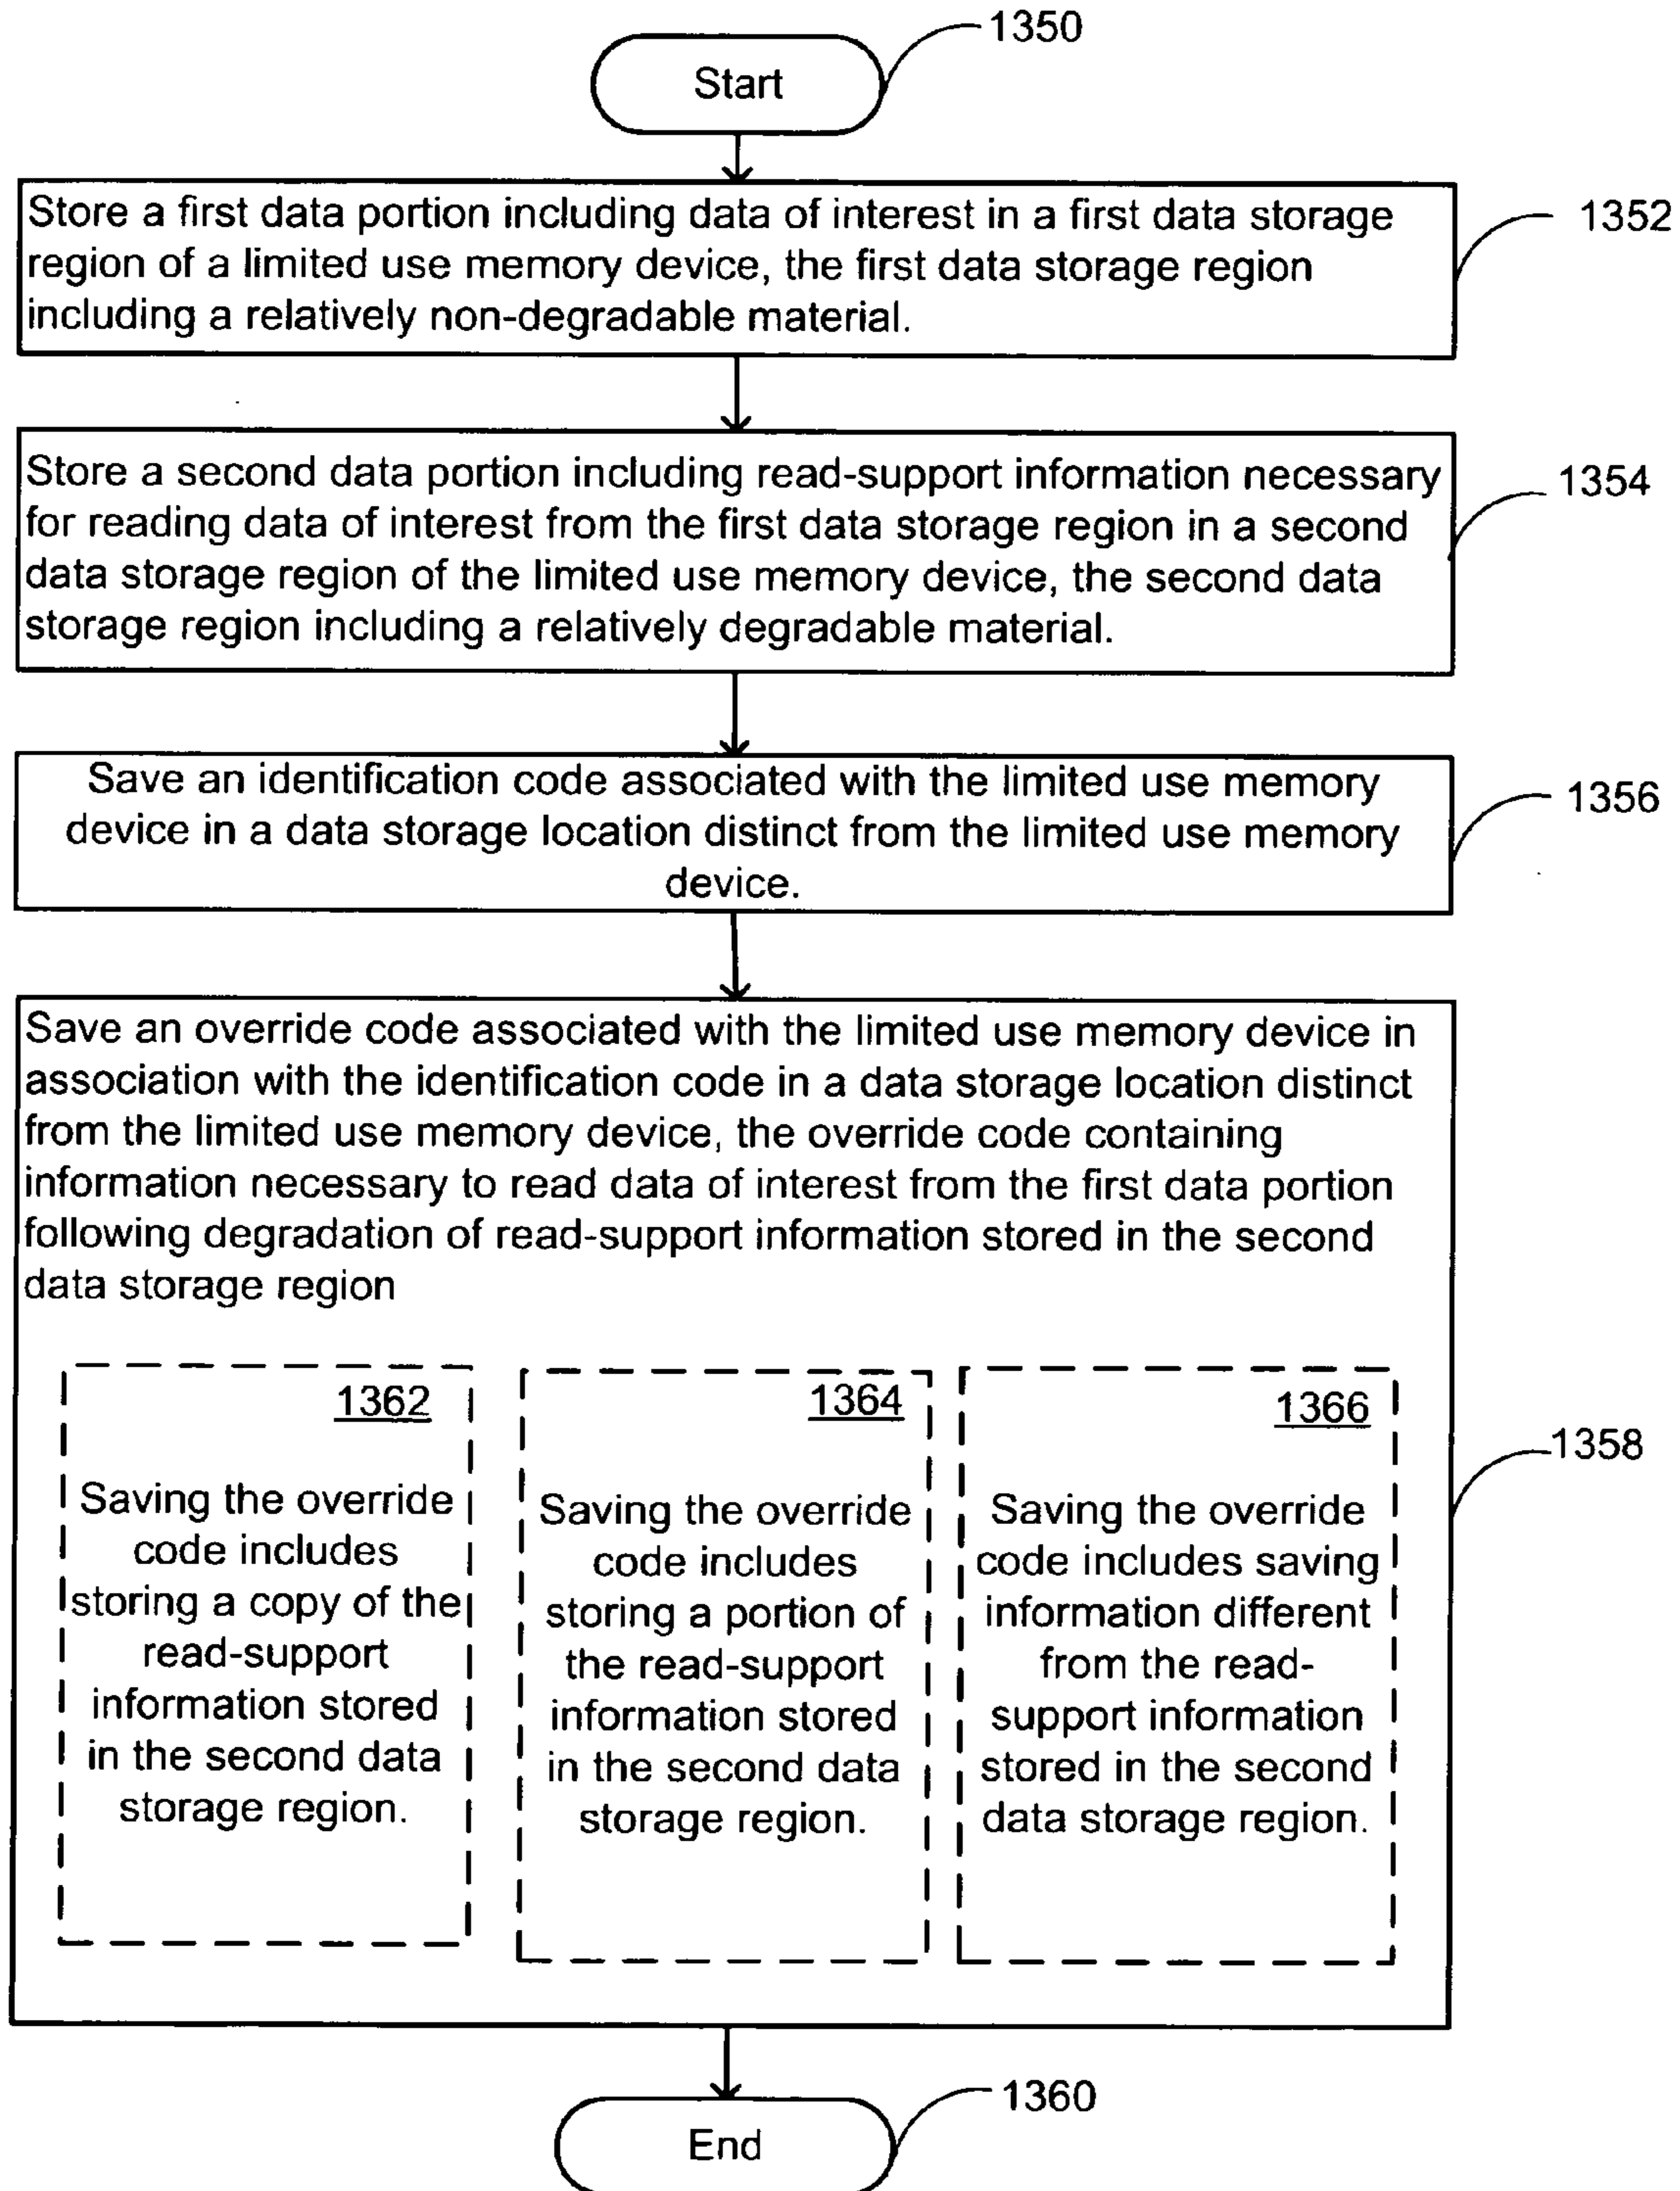 1350
Start
Store a first data portion including data of interest in a first data storage
region of a limited use memory device, the first data storage region
including a relatively non-degradable material.
1352
Store a second data portion including read-support information necessary
for reading data of interest from the first data storage region in a second
data storage region of the limited use memory device, the second data
storage region including a relatively degradable material.
1354
Save an identification code associated with the limited use memory
device in a data storage location distinct from the limited use memory
device.
1356
Save an override code associated with the limited use memory device in
association with the identification code in a data storage location distinct
from the limited use memory device, the override code containing
information necessary to read data of interest from the first data portion
following degradation of read-support information stored in the second
data storage region
1358
1362
Saving the override
code includes
storing a copy of the
read-support
information stored
in the second data
storage region.
1364
Saving the override
code includes
storing a portion of
the read-support
information stored
in the second data
storage region.
1366
Saving the override
code includes saving
information different
from the read-
support information
stored in the second
data storage region.
1360
End